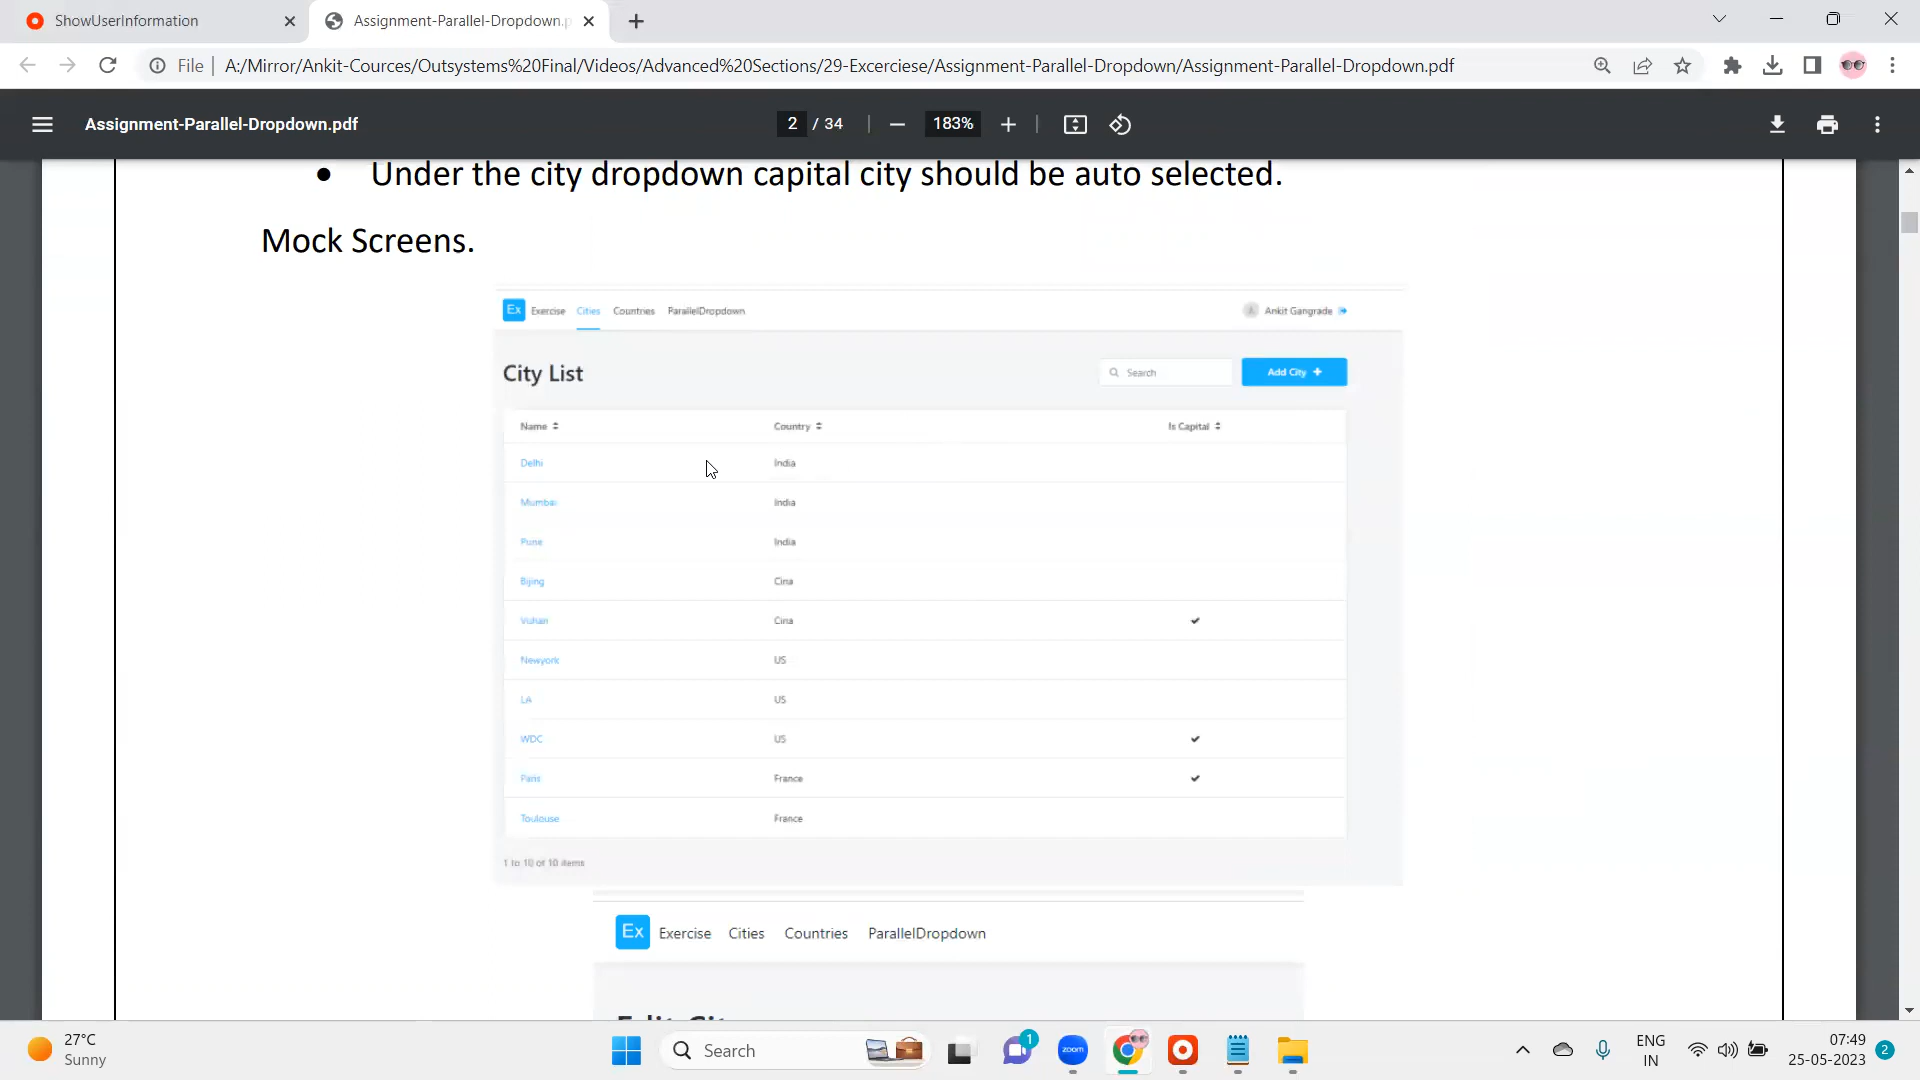 ShowUserInformation
Assignment-Parallel-Dropdown.p
File
A:/Mirror/Ankit-Cources/Outsystems%20Final/Videos/Advanced%20Sections/29-Excerciese/Assignment-Parallel-Dropdown/Assignment-Parallel-Dropdown.pdf
Assignment-Parallel-Dropdown.pdf
2 / 34
183%
• Under the city dropdown capital city should be auto selected.
Mock Screens.
Ex Exercise Cities Countries ParallelDropdown
Ankit Gangrade
City List
Search
Add City +
Name Country Is Capital
Delhi India
Mumbai India
Pune India
Bijing Cina
Vuhan Cina
Newyork US
LA US
WDC US
Paris France
Toulouse France
1 to 10 of 10 items
Ex Exercise Cities Countries ParallelDropdown
27°C
Sunny
Search
1
zoom
ENG
IN
07:49
25-05-2023
2